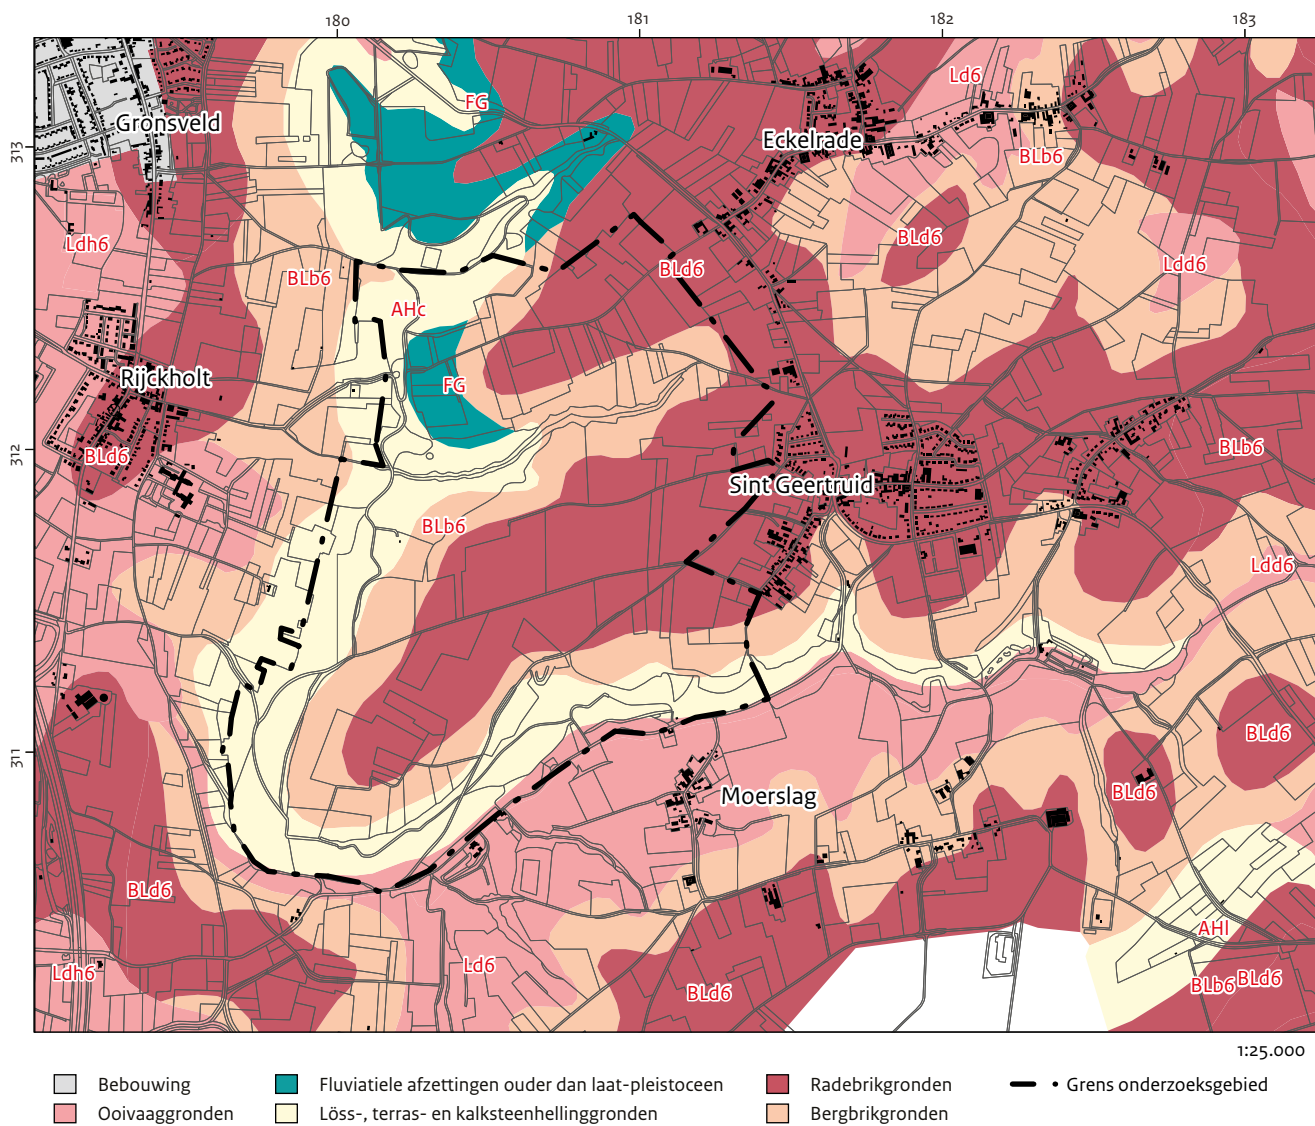 180
181
182
183
313
312
311
FG
Ld6
Gronsveld
Eckelrade
BLb6
Ldh6
BLd6
BLb6
BLd6
Ldd6
AHc
Rijckholt
FG
BLd6
BLb6
Sint Geertruid
BLb6
Ldd6
BLd6
Moerslag
BLd6
BLd6
AHl
Ldh6
Ld6
BLd6
BLb6
BLd6
1:25.000
Bebouwing
Fluviatiele afzettingen ouder dan laat-pleistoceen
Radebrikgronden
Grens onderzoeksgebied
Ooivaaggronden
Löss-, terras- en kalksteenhellinggronden
Bergbrikgronden